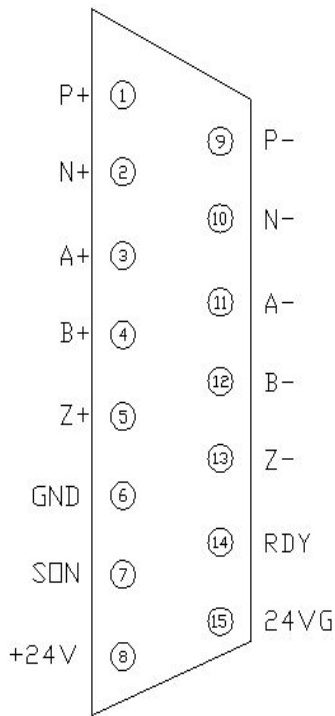 P+ 1
9 P-
N+ 2
10 N-
A+ 3
11 A-
B+ 4
12 B-
Z+ 5
13 Z-
GND 6
14 RDY
SON 7
15 24VG
+24V 8